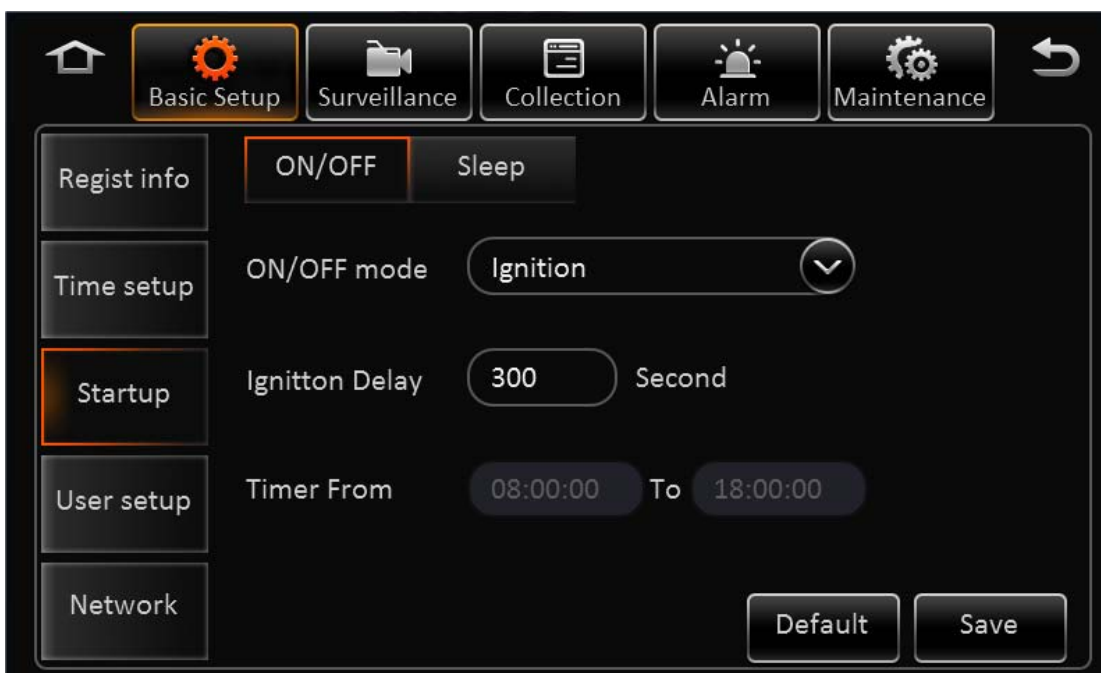 Basic Setup
Surveillance
Collection
Alarm
Maintenance
Regist info
ON/OFF
Sleep
Time setup
ON/OFF mode
Ignition
Startup
Ignitton Delay
300
Second
User setup
Timer From
08:00:00
To
18:00:00
Network
Default
Save